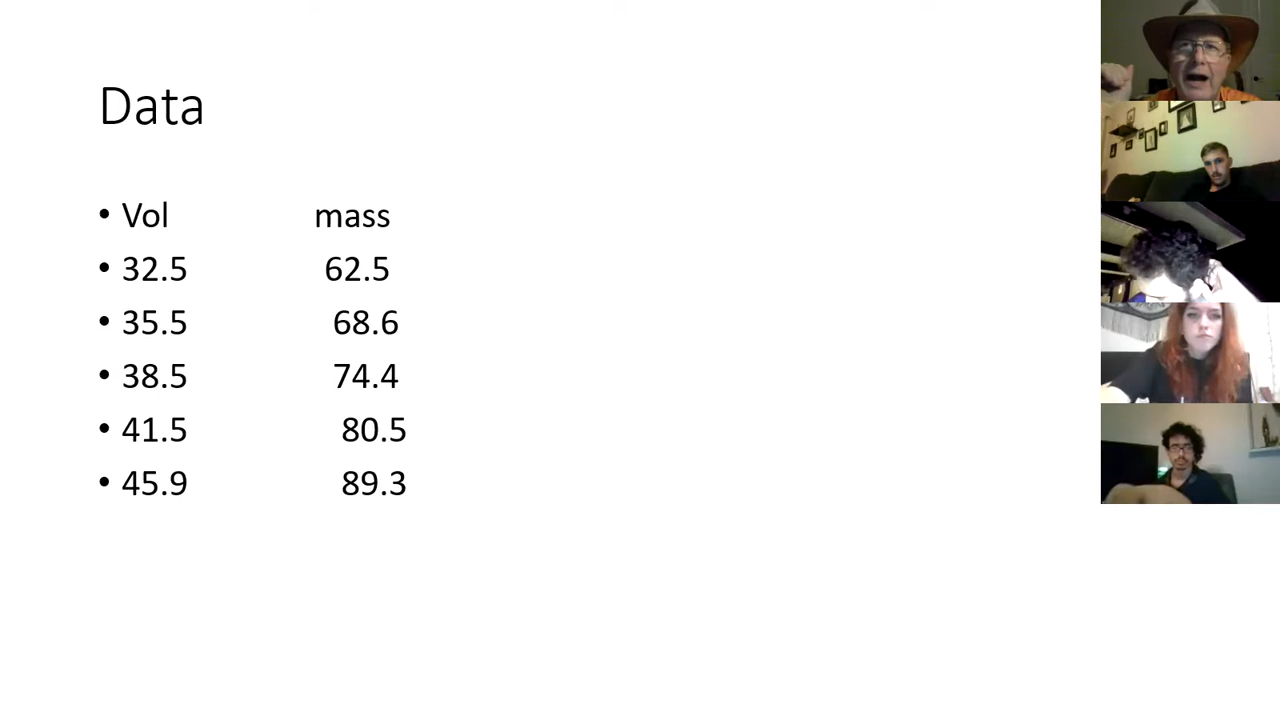 Data
• Vol mass
• 32.5 62.5
• 35.5 68.6
• 38.5 74.4
• 41.5 80.5
• 45.9 89.3